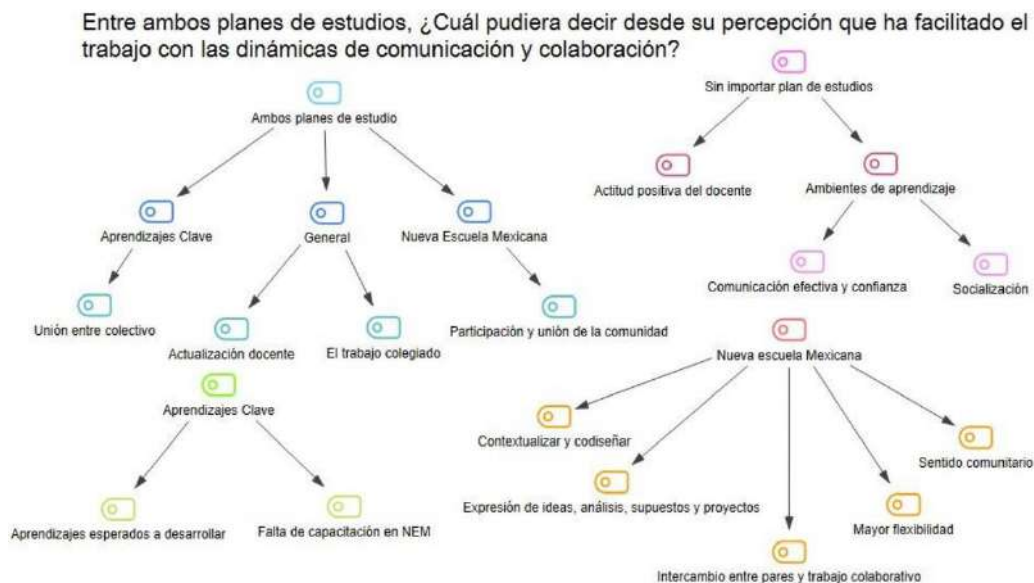 Entre ambos planes de estudios, ¿Cuál pudiera decir desde su percepción que ha facilitado el
trabajo con las dinámicas de comunicación y colaboración?
Ambos planes de estudio
Aprendizajes Clave
General
Nueva Escuela Mexicana
Unión entre colectivo
Actualización docente
El trabajo colegiado
Participación y unión de la comunidad
Sin importar plan de estudios
Actitud positiva del docente
Ambientes de aprendizaje
Comunicación efectiva y confianza
Socialización
Aprendizajes Clave
Aprendizajes esperados a desarrollar
Falta de capacitación en NEM
Nueva escuela Mexicana
Contextualizar y codiseñar
Expresión de ideas, análisis, supuestos y proyectos
Intercambio entre pares y trabajo colaborativo
Mayor flexibilidad
Sentido comunitario